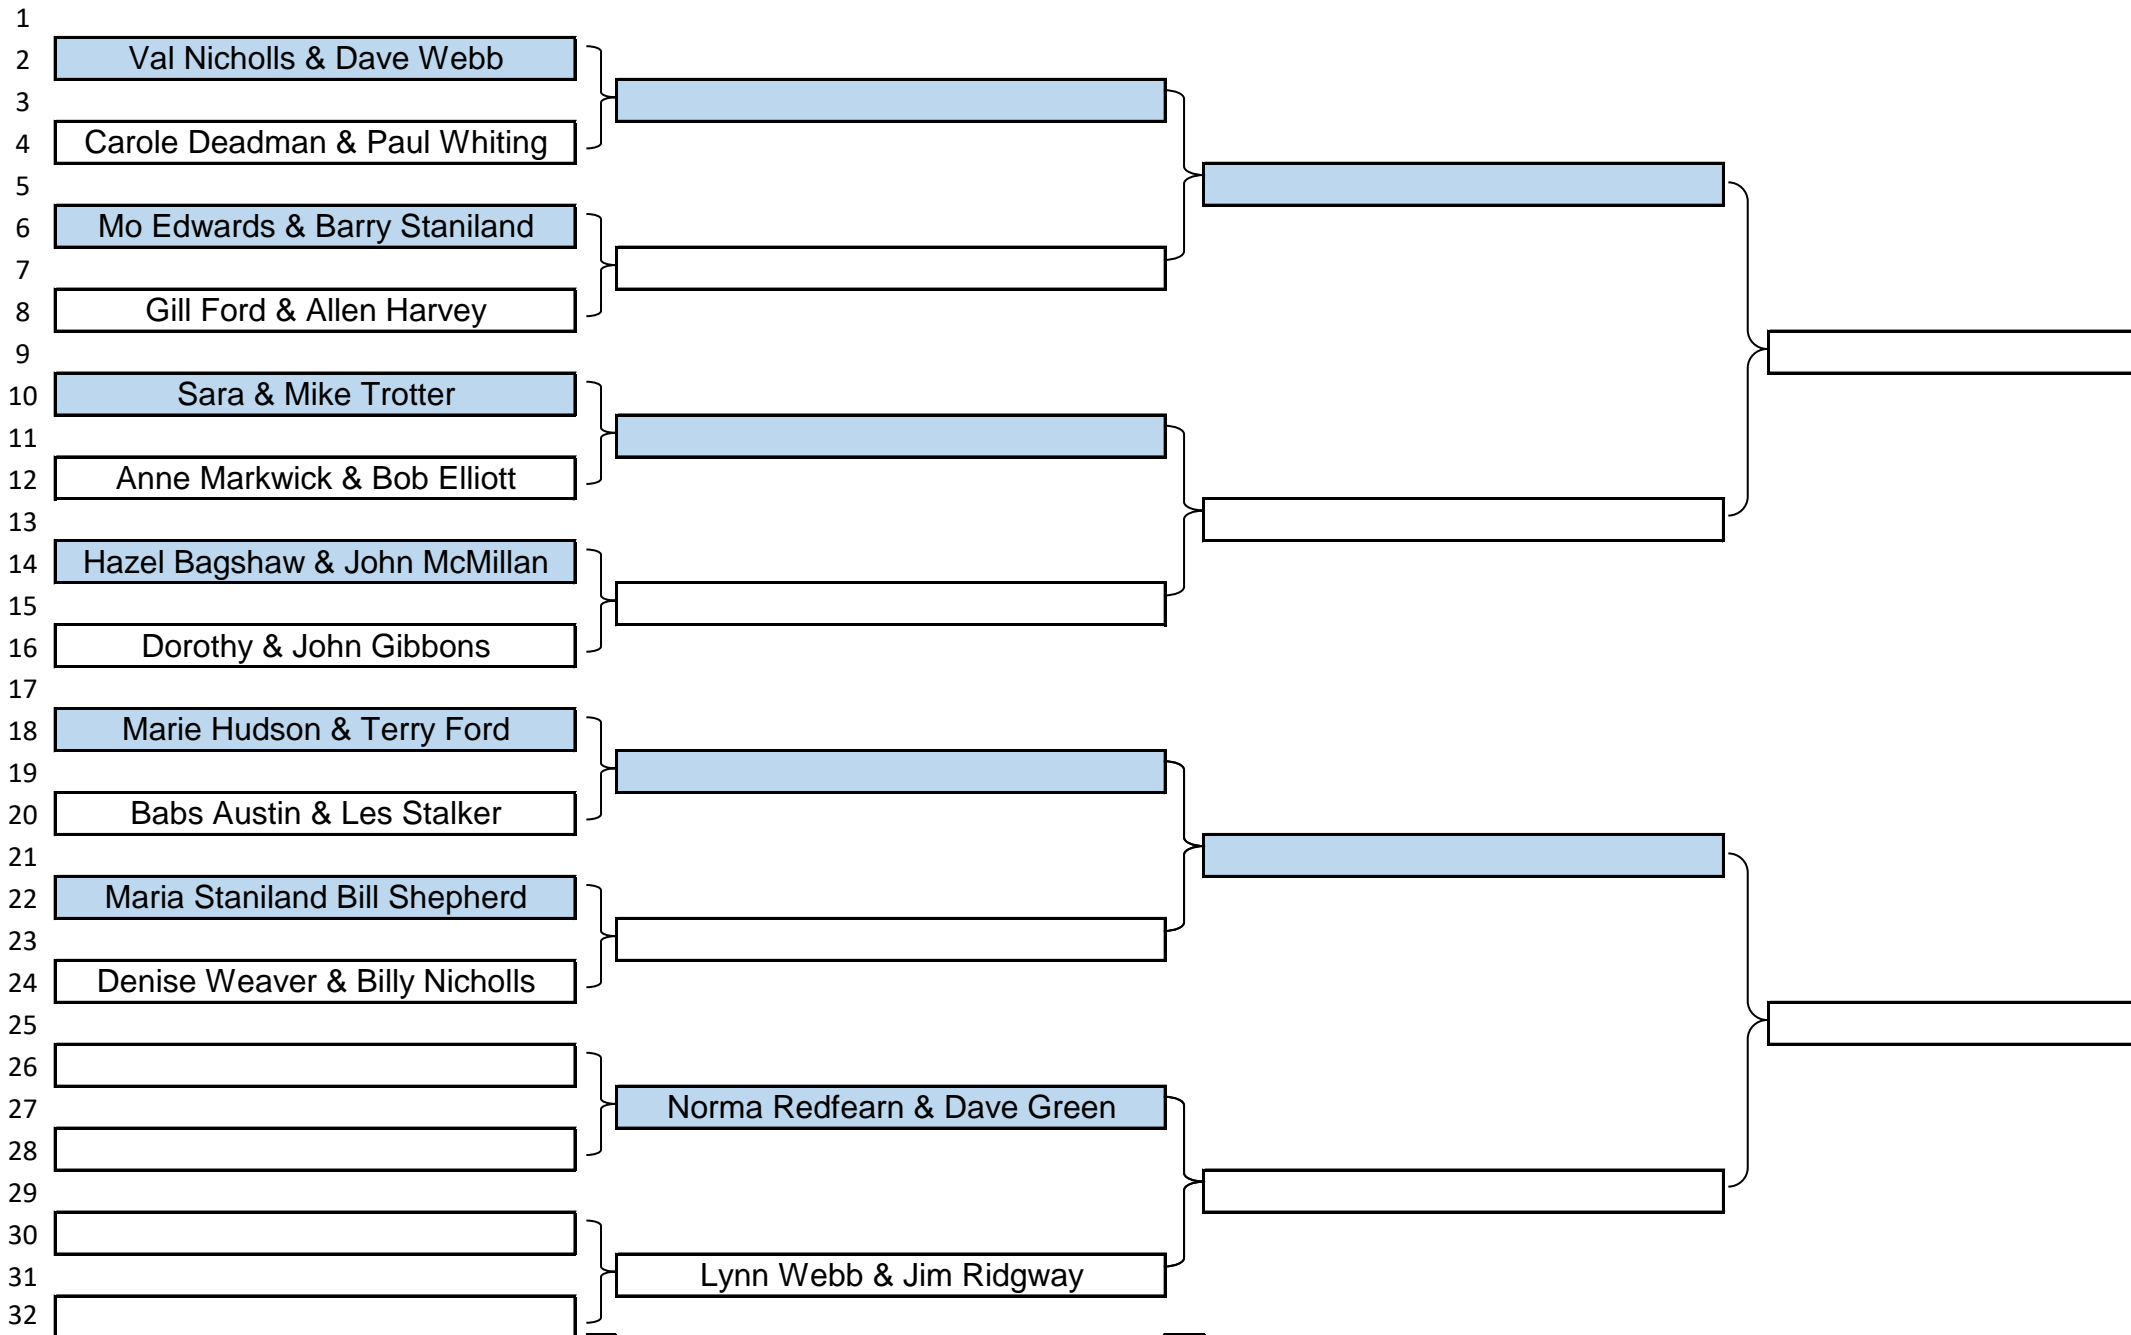 1
2 Val Nicholls & Dave Webb
3
4 Carole Deadman & Paul Whiting
5
6 Mo Edwards & Barry Staniland
7
8 Gill Ford & Allen Harvey
9
10 Sara & Mike Trotter
11
12 Anne Markwick & Bob Elliott
13
14 Hazel Bagshaw & John McMillan
15
16 Dorothy & John Gibbons
17
18 Marie Hudson & Terry Ford
19
20 Babs Austin & Les Stalker
21
22 Maria Staniland Bill Shepherd
23
24 Denise Weaver & Billy Nicholls
25
26
27 Norma Redfearn & Dave Green
28
29
30
31 Lynn Webb & Jim Ridgway
32